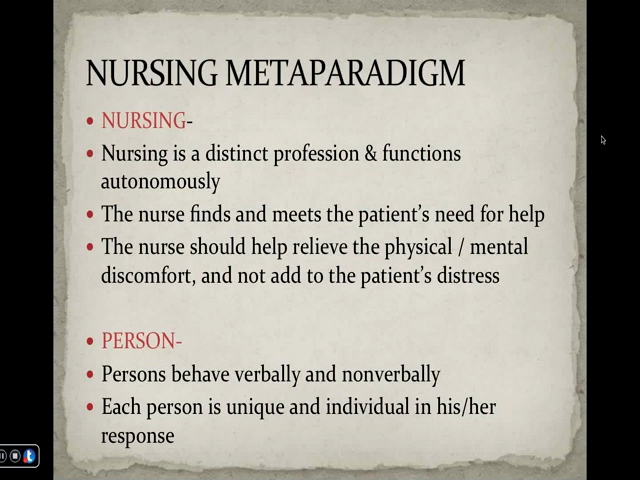 NURSING METAPARADIGM
• NURSING-
• Nursing is a distinct profession & functions
autonomously
• The nurse finds and meets the patient's need for help
• The nurse should help relieve the physical / mental
discomfort, and not add to the patient's distress
• PERSON-
• Persons behave verbally and nonverbally
• Each person is unique and individual in his/her
response